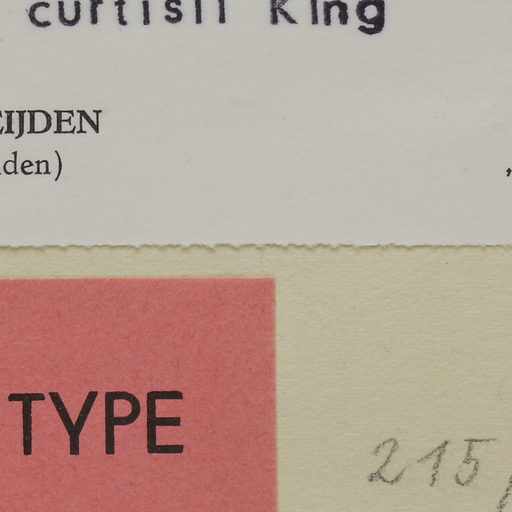 curtisii King
EIJDEN
den)
TYPE
215